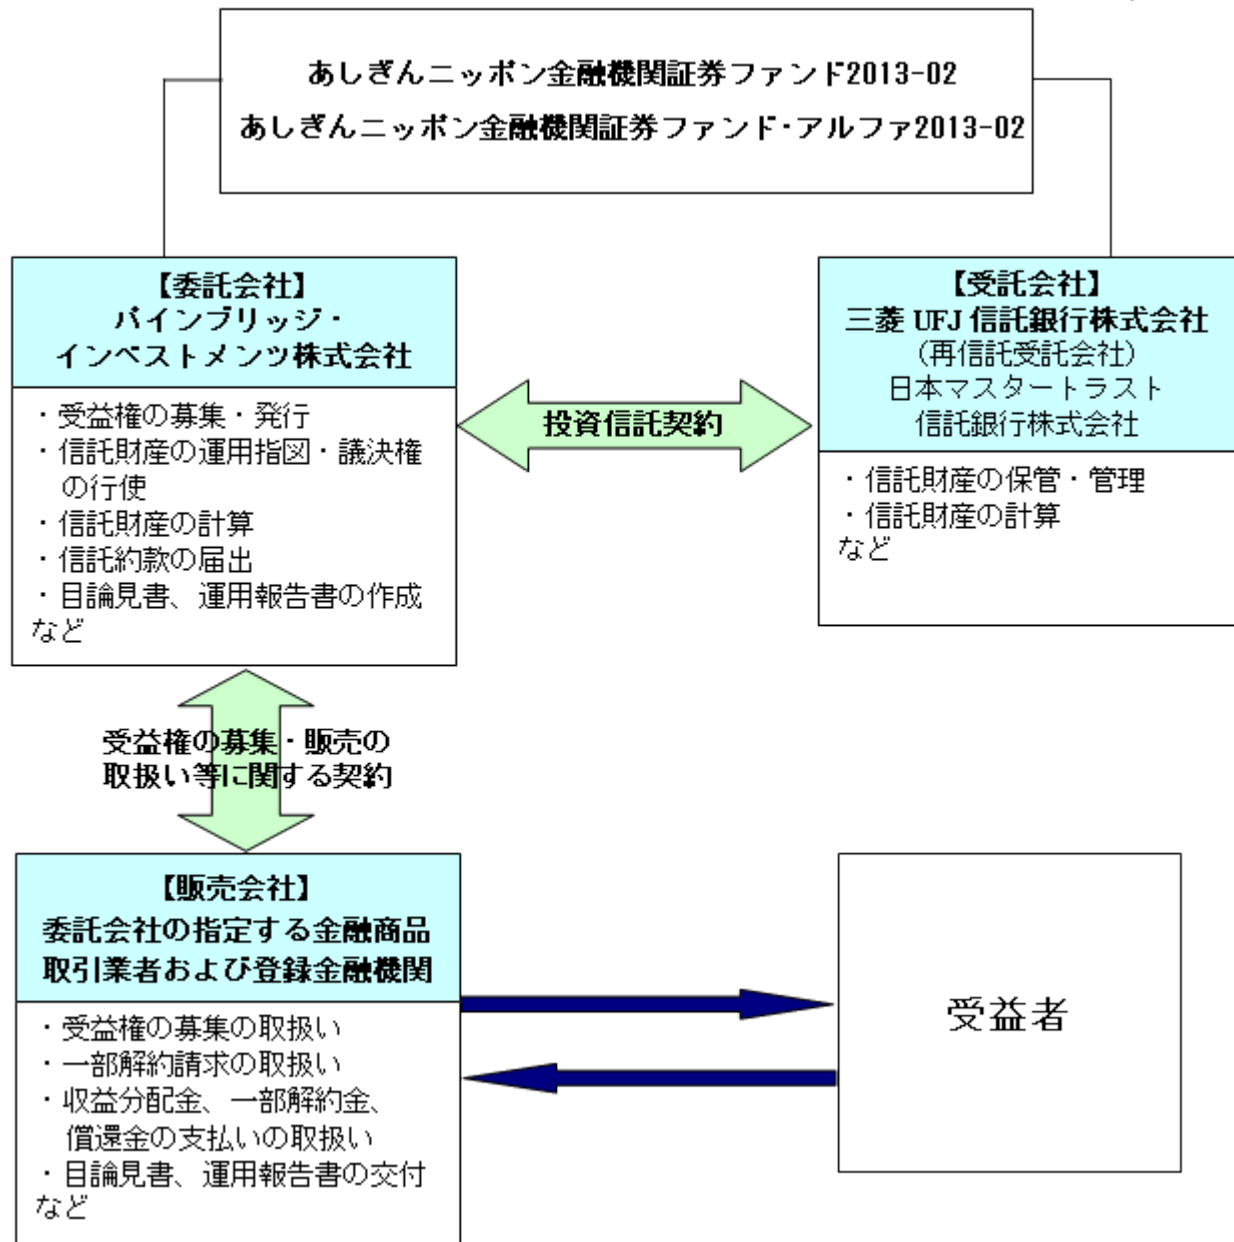 あしぎんニッポン金融機関証券ファンド2013-02
あしぎんニッポン金融機関証券ファンド・アルファ2013-02
【委託会社】
パインブリッジ・
インベストメンツ株式会社
・受益権の募集・発行
・信託財産の運用指図・議決権
の行使
・信託財産の計算
・信託約款の届出
・目論見書、運用報告書の作成
など
投資信託契約
【受託会社】
三菱 UFJ 信託銀行株式会社
（再信託受託会社）
日本マスタートラスト
信託銀行株式会社
・信託財産の保管・管理
・信託財産の計算
など
受益権の募集・販売の
取扱い等に関する契約
【販売会社】
委託会社の指定する金融商品
取引業者および登録金融機関
・受益権の募集の取扱い
・一部解約請求の取扱い
・収益分配金、一部解約金、
償還金の支払いの取扱い
・目論見書、運用報告書の交付
など
受益者